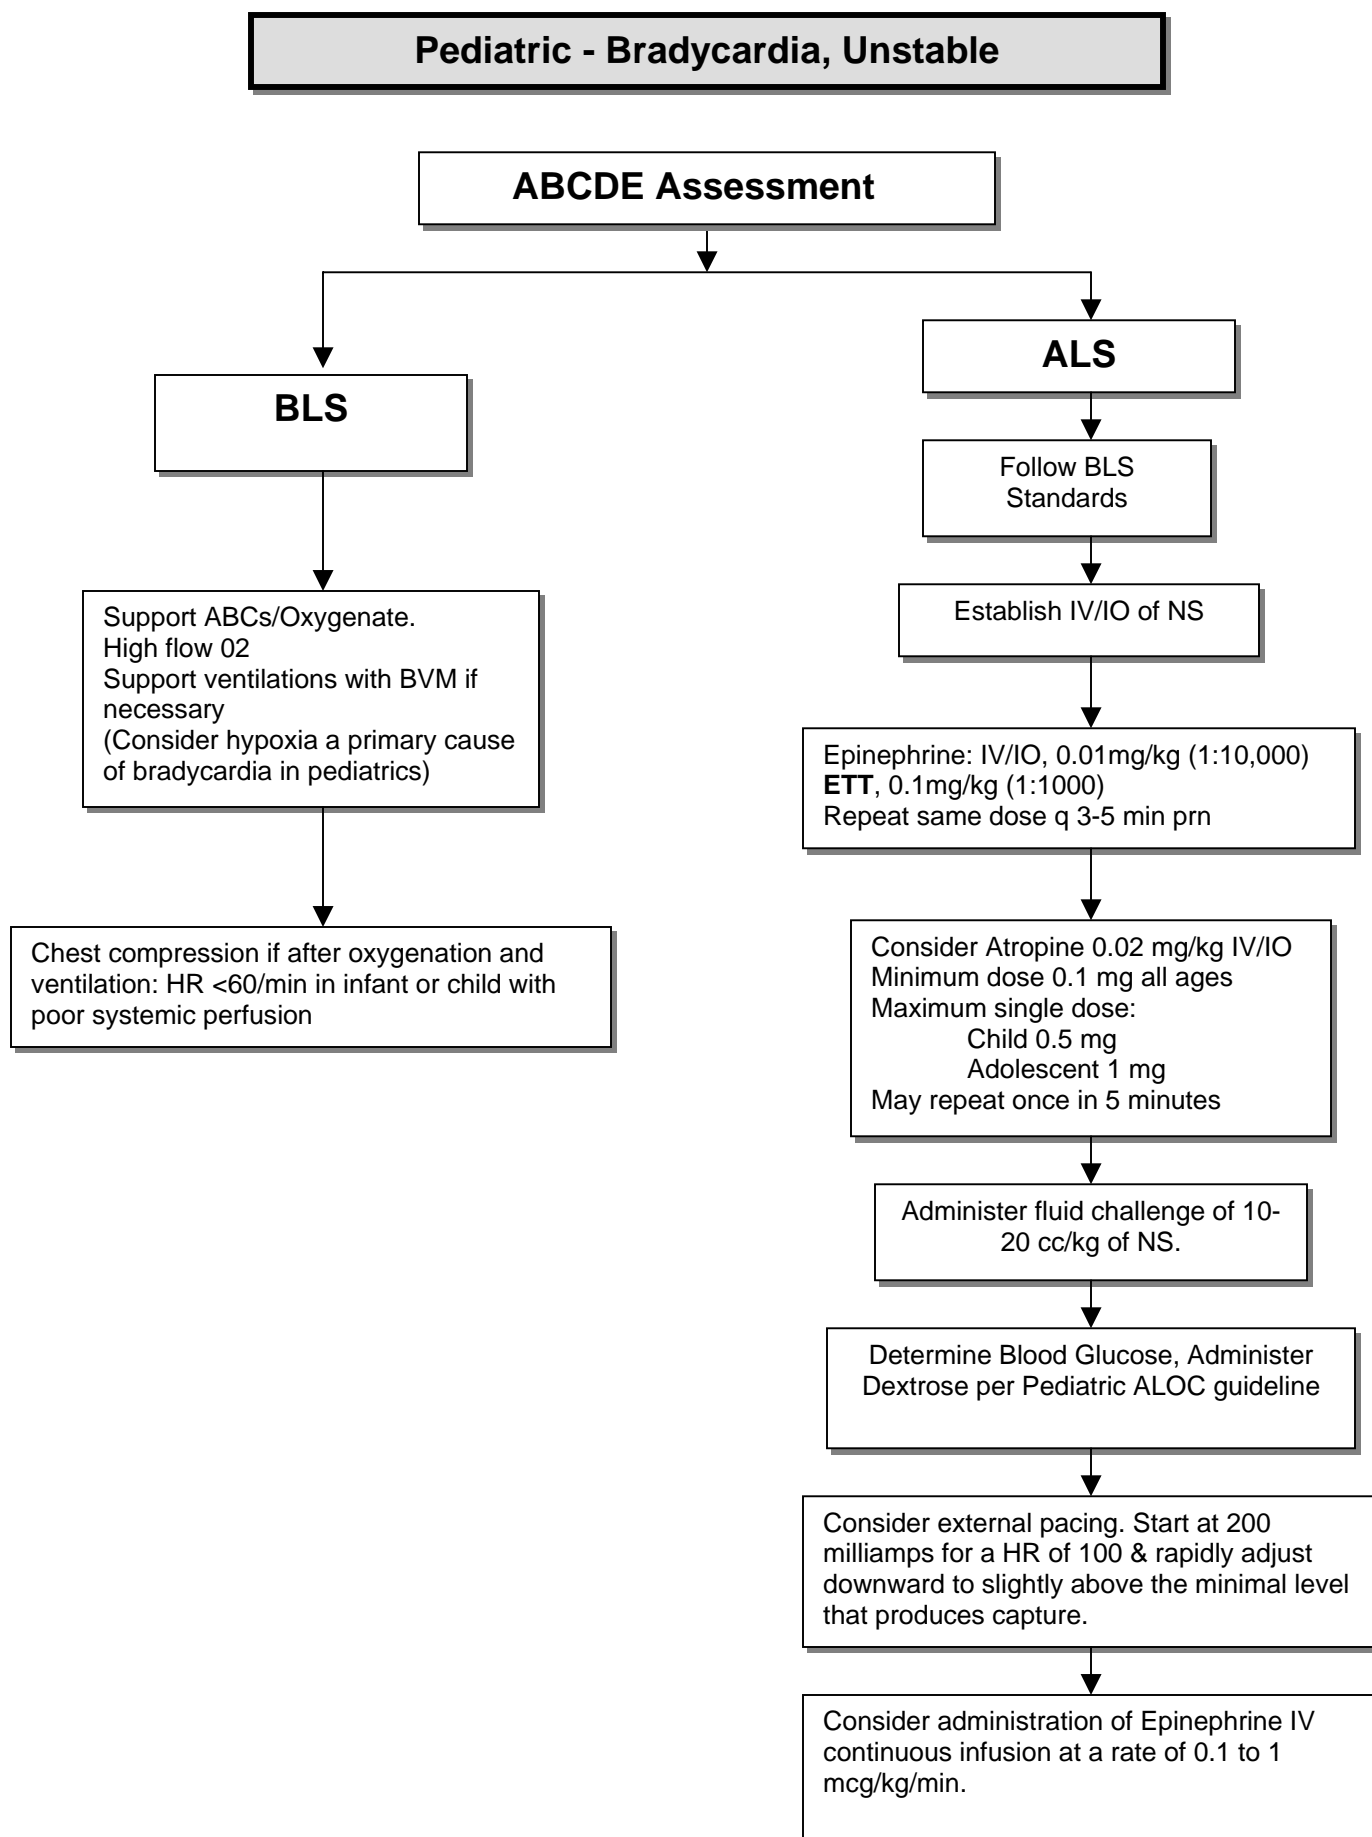 Pediatric - Bradycardia, Unstable
ABCDE Assessment
BLS
Support ABCs/Oxygenate.
High flow 02
Support ventilations with BVM if
necessary
(Consider hypoxia a primary cause
of bradycardia in pediatrics)
Chest compression if after oxygenation and
ventilation: HR <60/min in infant or child with
poor systemic perfusion
ALS
Follow BLS
Standards
Establish IV/IO of NS
Epinephrine: IV/IO, 0.01mg/kg (1:10,000)
ETT, 0.1mg/kg (1:1000)
Repeat same dose q 3-5 min prn
Consider Atropine 0.02 mg/kg IV/IO
Minimum dose 0.1 mg all ages
Maximum single dose:
Child 0.5 mg
Adolescent 1 mg
May repeat once in 5 minutes
Administer fluid challenge of 10-
20 cc/kg of NS.
Determine Blood Glucose, Administer
Dextrose per Pediatric ALOC guideline
Consider external pacing. Start at 200
milliamps for a HR of 100 & rapidly adjust
downward to slightly above the minimal level
that produces capture.
Consider administration of Epinephrine IV
continuous infusion at a rate of 0.1 to 1
mcg/kg/min.